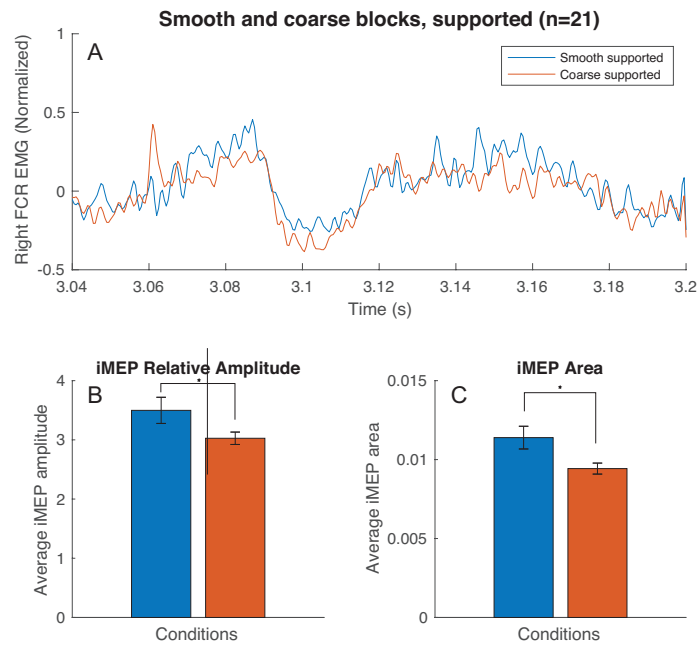 Smooth and coarse blocks, supported (n=21)
A
Smooth supported
Coarse supported
Right FCR EMG (Normalized)
1
0.5
0
-0.5
3.04 3.06 3.08 3.1 3.12 3.14 3.16 3.18 3.2
Time (s)
iMEP Relative Amplitude
B
*
Average iMEP amplitude
4
3
2
1
0
Conditions
iMEP Area
C
*
Average iMEP area
0.015
0.01
0.005
0
Conditions